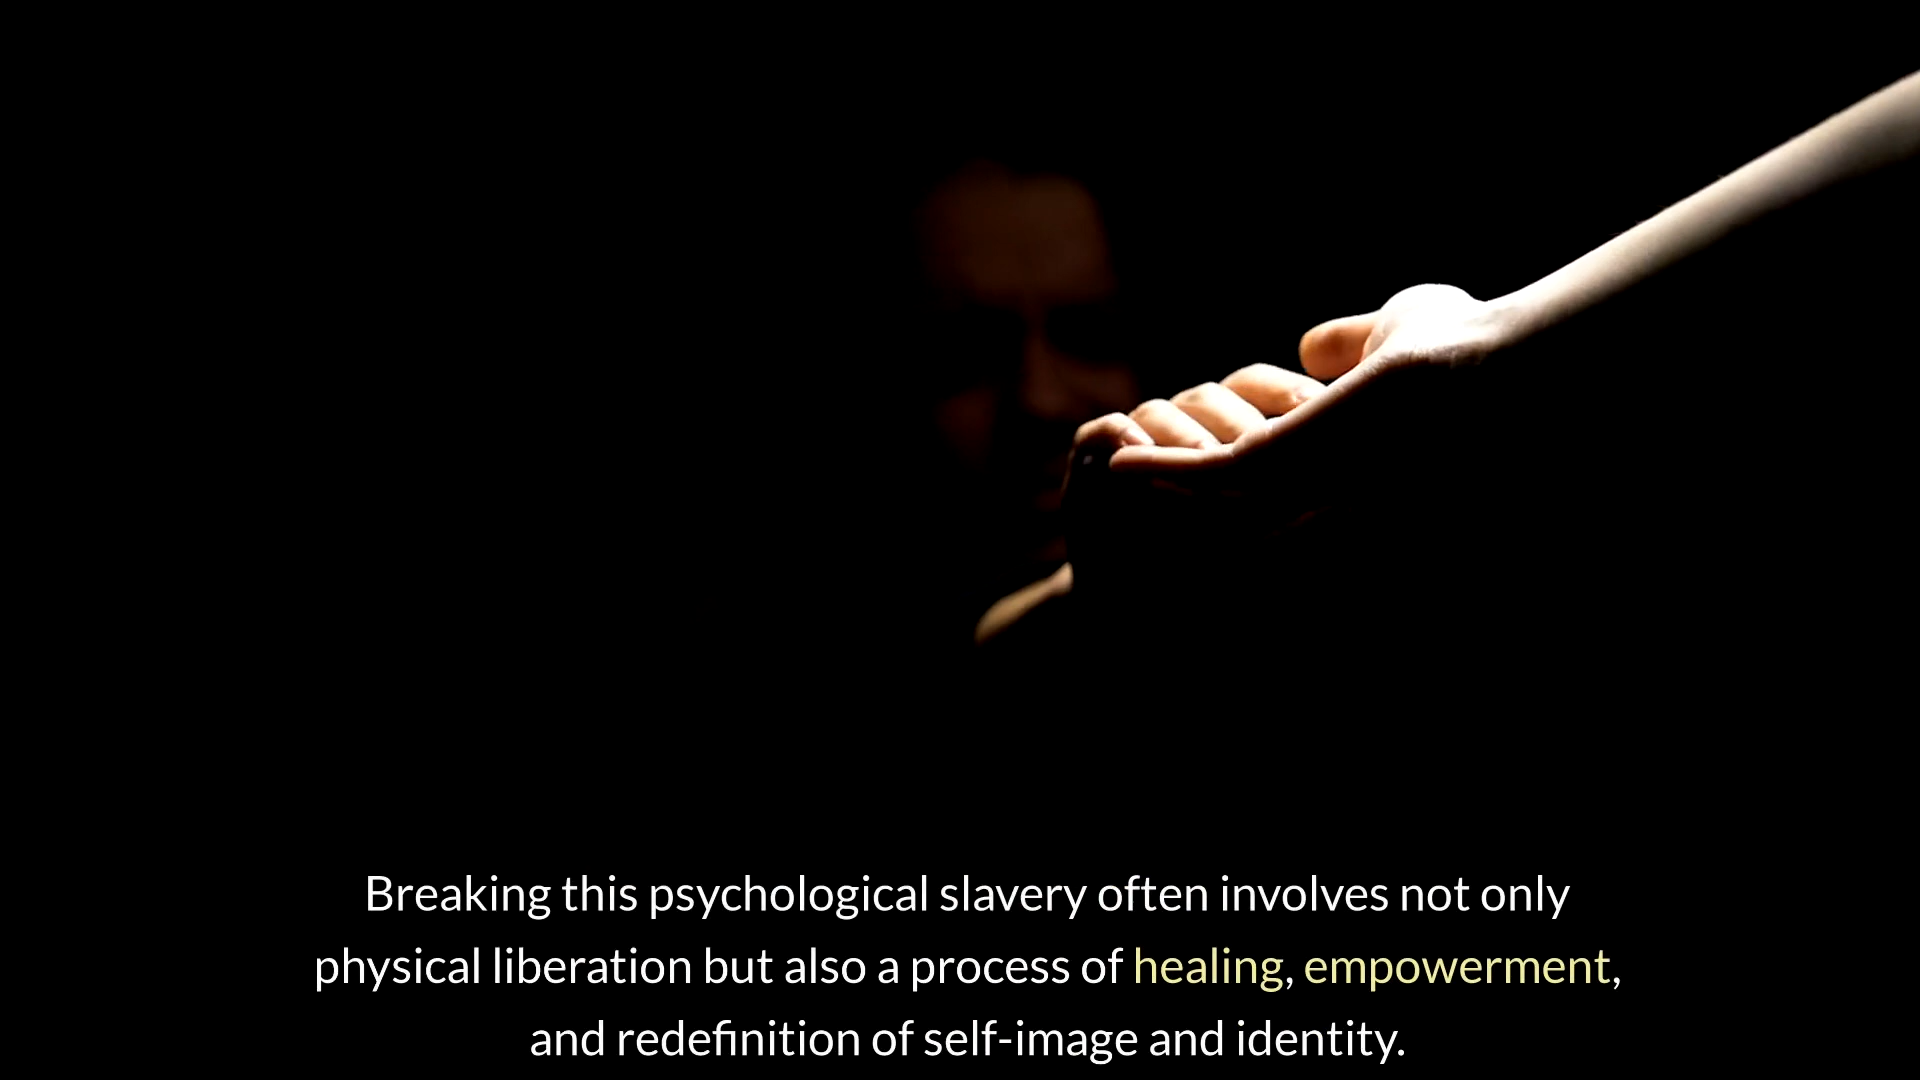 Breaking this psychological slavery often involves not only
physical liberation but also a process of healing, empowerment,
and redefinition of self-image and identity.